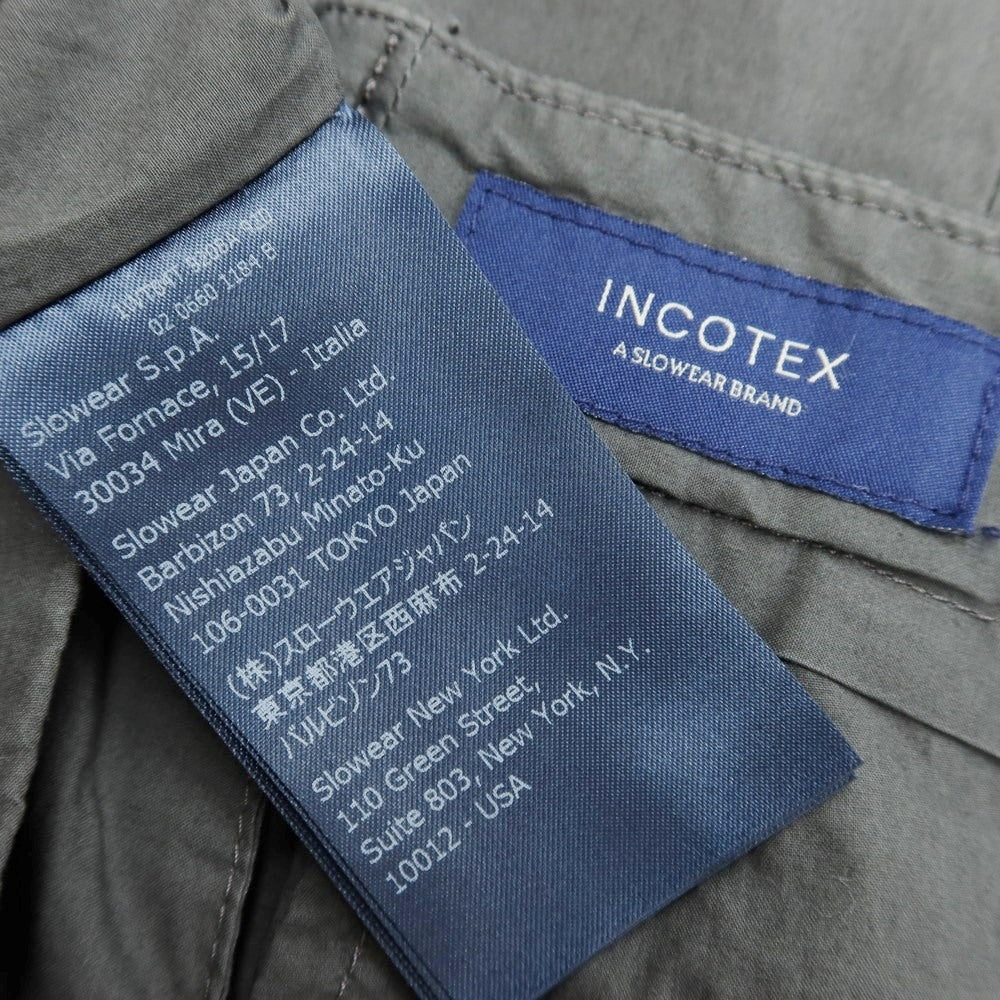 02 0660 1184 B
Slowear S.p.A.
Via Fornace, 15/17
30034 Mira (VE) - Italia
Slowear Japan Co. Ltd.
Barbizon 73, 2-24-14
Nishiazabu Minato-Ku
106-0031 TOKYO Japan
(株)スローウエアジャパン
東京都港区西麻布 2-24-14
バルビゾン73
Slowear New York Ltd.
110 Green Street,
Suite 803, New York, N.Y.
10012 - USA
INCOTEX
A SLOWEAR BRAND